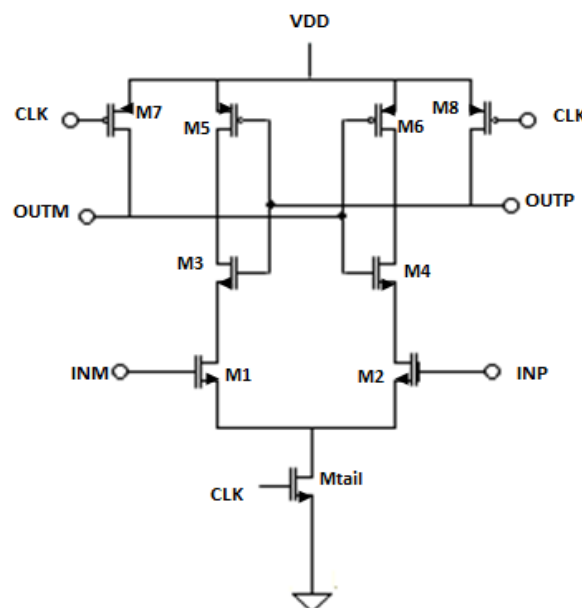 VDD
CLK
M7
M5
M6
M8
CLK
OUTM
OUTP
M3
M4
INM
M1
M2
INP
Mtail
CLK